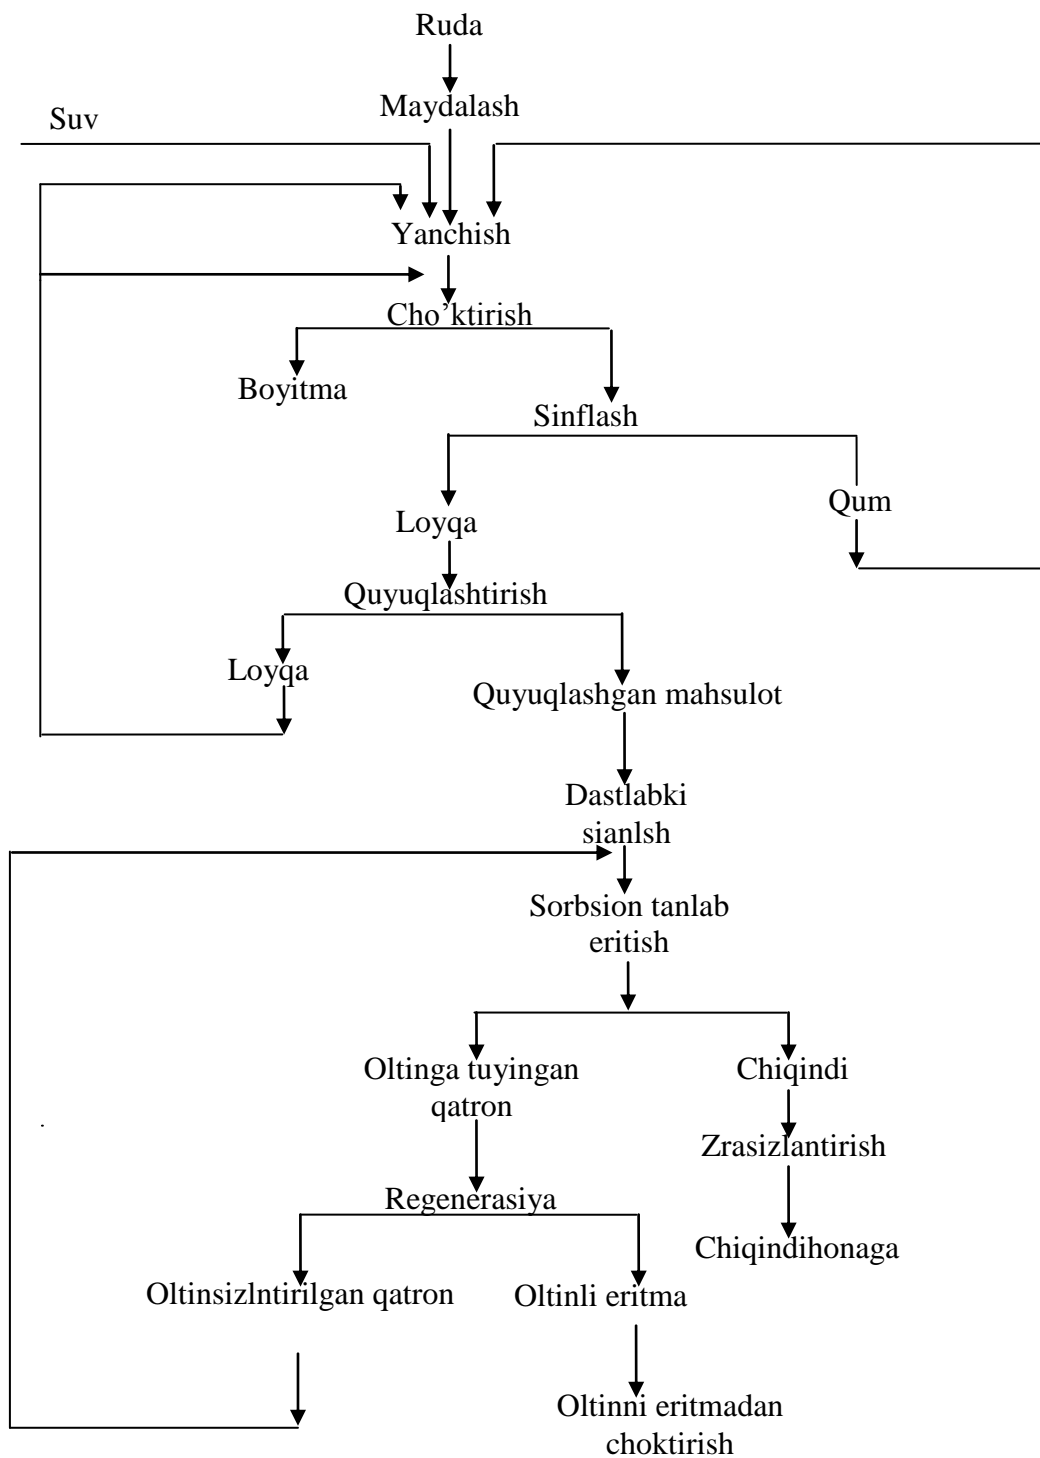 Ruda
Maydalash
Suv
Yanchish
Cho’ktirish
Boyitma
Sinflash
Qum
Loyqa
Quyuqlashtirish
Loyqa
Quyuqlashgan mahsulot
Dastlabki
sianlsh
Sorbsion tanlab
eritish
Oltinga tuyingan
qatron
Chiqindi
Zrasizlantirish
Regenerasiya
Chiqindihonaga
Oltinsizlntirilgan qatron
Oltinli eritma
Oltinni eritmadan
choktirish